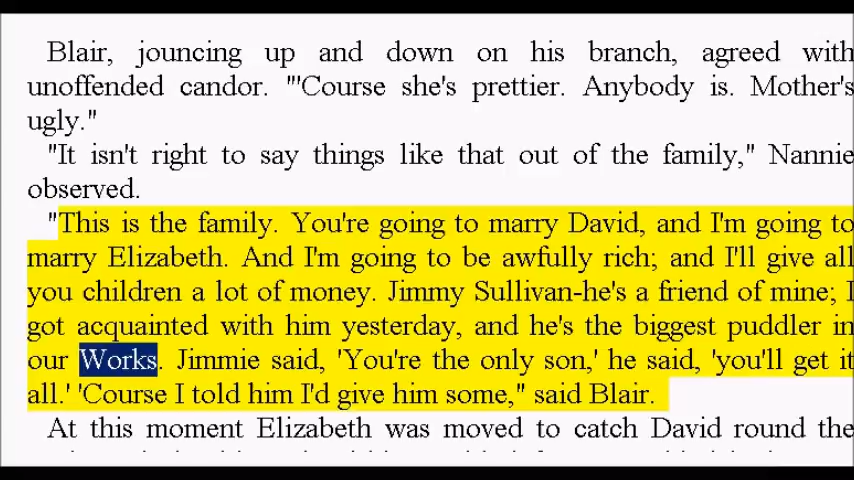 Blair, jouncing up and down on his branch, agreed with
unoffended candor. "'Course she's prettier. Anybody is. Mother's
ugly."
"It isn't right to say things like that out of the family," Nannie
observed.
"This is the family. You're going to marry David, and I'm going to
marry Elizabeth. And I'm going to be awfully rich; and I'll give all
you children a lot of money. Jimmy Sullivan-he's a friend of mine; I
got acquainted with him yesterday, and he's the biggest puddler in
our Works. Jimmie said, 'You're the only son,' he said, 'you'll get it
all.' 'Course I told him I'd give him some," said Blair.
At this moment Elizabeth was moved to catch David round the